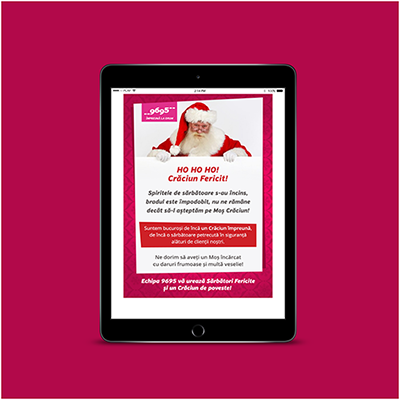 2:14 PM
9695
ÎMPREUNĂ LA DRUM
HO HO HO!
Crăciun Fericit!
Spiritele de sărbătoare s-au încins,
bradul este împodobit, nu ne rămâne
decât să-l așteptăm pe Moș Crăciun!
Suntem bucuroși de încă un Crăciun împreună,
de încă o sărbătoare petrecută în siguranță
alături de clienții noștri.
Ne dorim să aveți un Moș încărcat
cu daruri frumoase și multă veselie!
Echipa 9695 vă urează Sărbători Fericite
și un Crăciun de poveste!